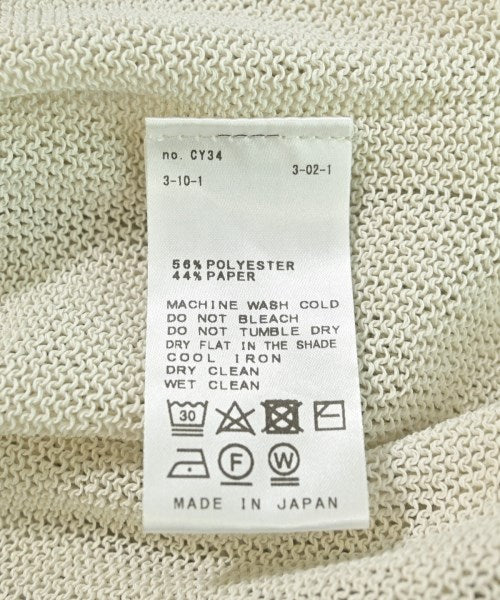 no. CY34
3-02-1
3-10-1
56% POLYESTER
44% PAPER
MACHINE WASH COLD
DO NOT BLEACH
DO NOT TUMBLE DRY
DRY FLAT IN THE SHADE
COOL IRON
DRY CLEAN
WET CLEAN
30
F W
MADE IN JAPAN